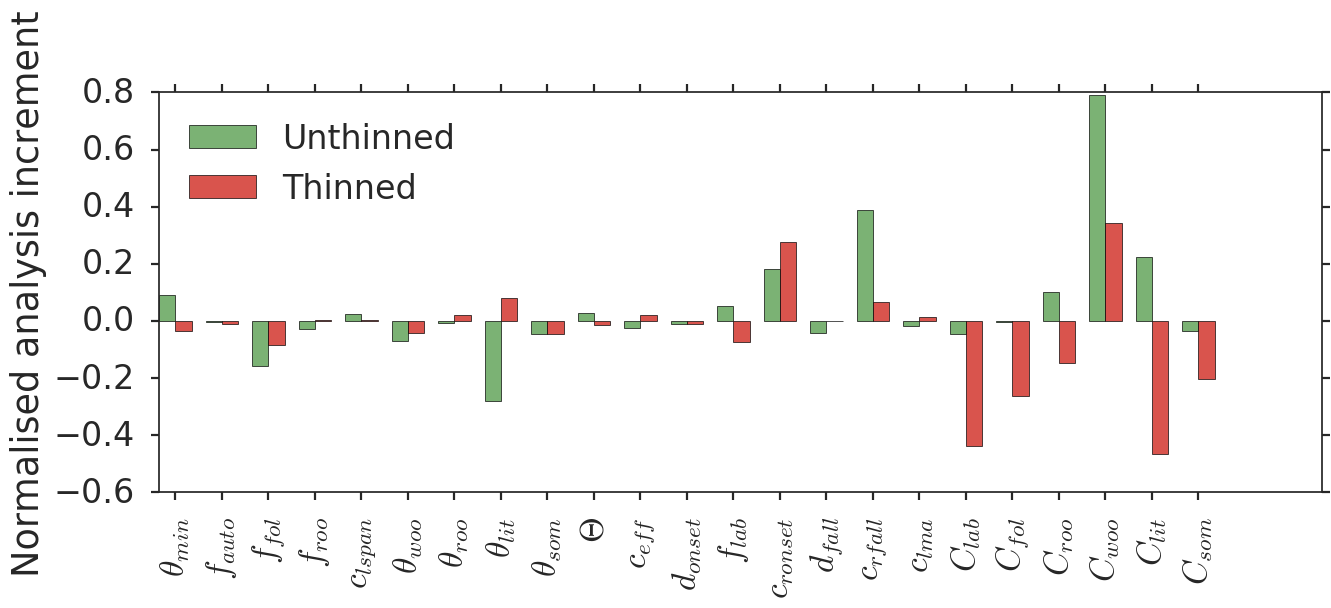 Normalised analysis increment
0.8
0.6
0.4
0.2
0.0
−0.2
−0.4
−0.6
Unthinned
Thinned
θmin
fauto
ffol
froo
clspan
θwoo
θroo
θlit
θsom
Θ
ceff
donset
flab
cronset
dfall
crfall
clma
Clab
Cfol
Croo
Cwoo
Clit
Csom